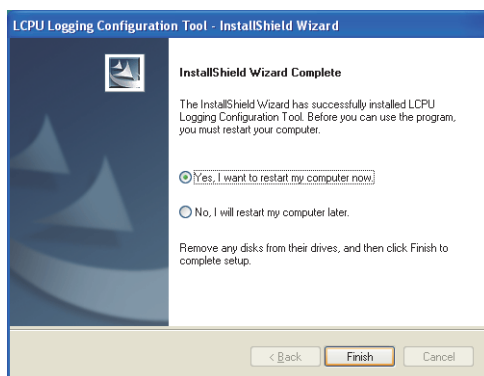 LCPU Logging Configuration Tool - InstallShield Wizard
InstallShield Wizard Complete
The InstallShield Wizard has successfully installed LCPU
Logging Configuration Tool. Before you can use the program,
you must restart your computer.
Yes, I want to restart my computer now.
No, I will restart my computer later.
Remove any disks from their drives, and then click Finish to
complete setup.
< Back
Finish
Cancel